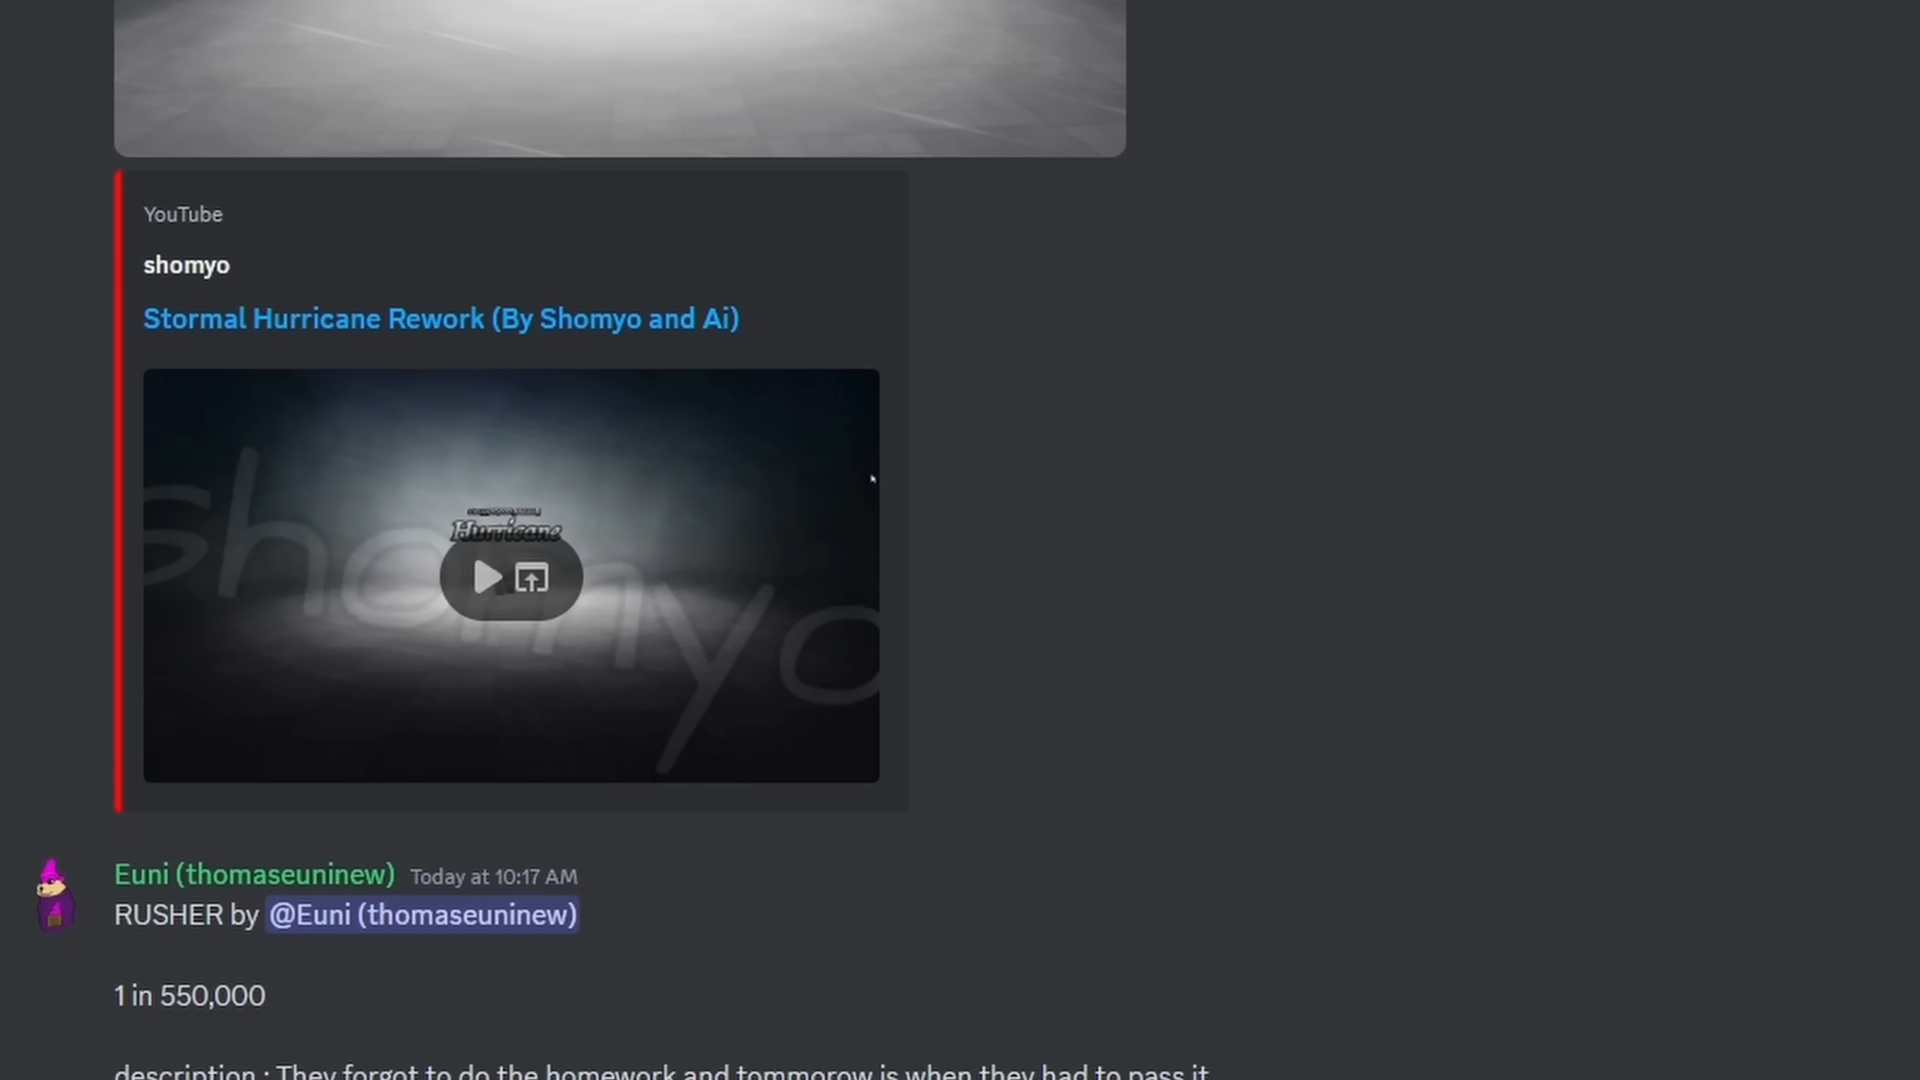 YouTube
shomyo
Stormal Hurricane Rework (By Shomyo and Ai)
Hurricane
shomyo
Euni (thomaseuninew) Today at 10:17 AM
RUSHER by @Euni (thomaseuninew)
1 in 550,000
description : They forgot to do the homework and tommorow is when they had to pass it